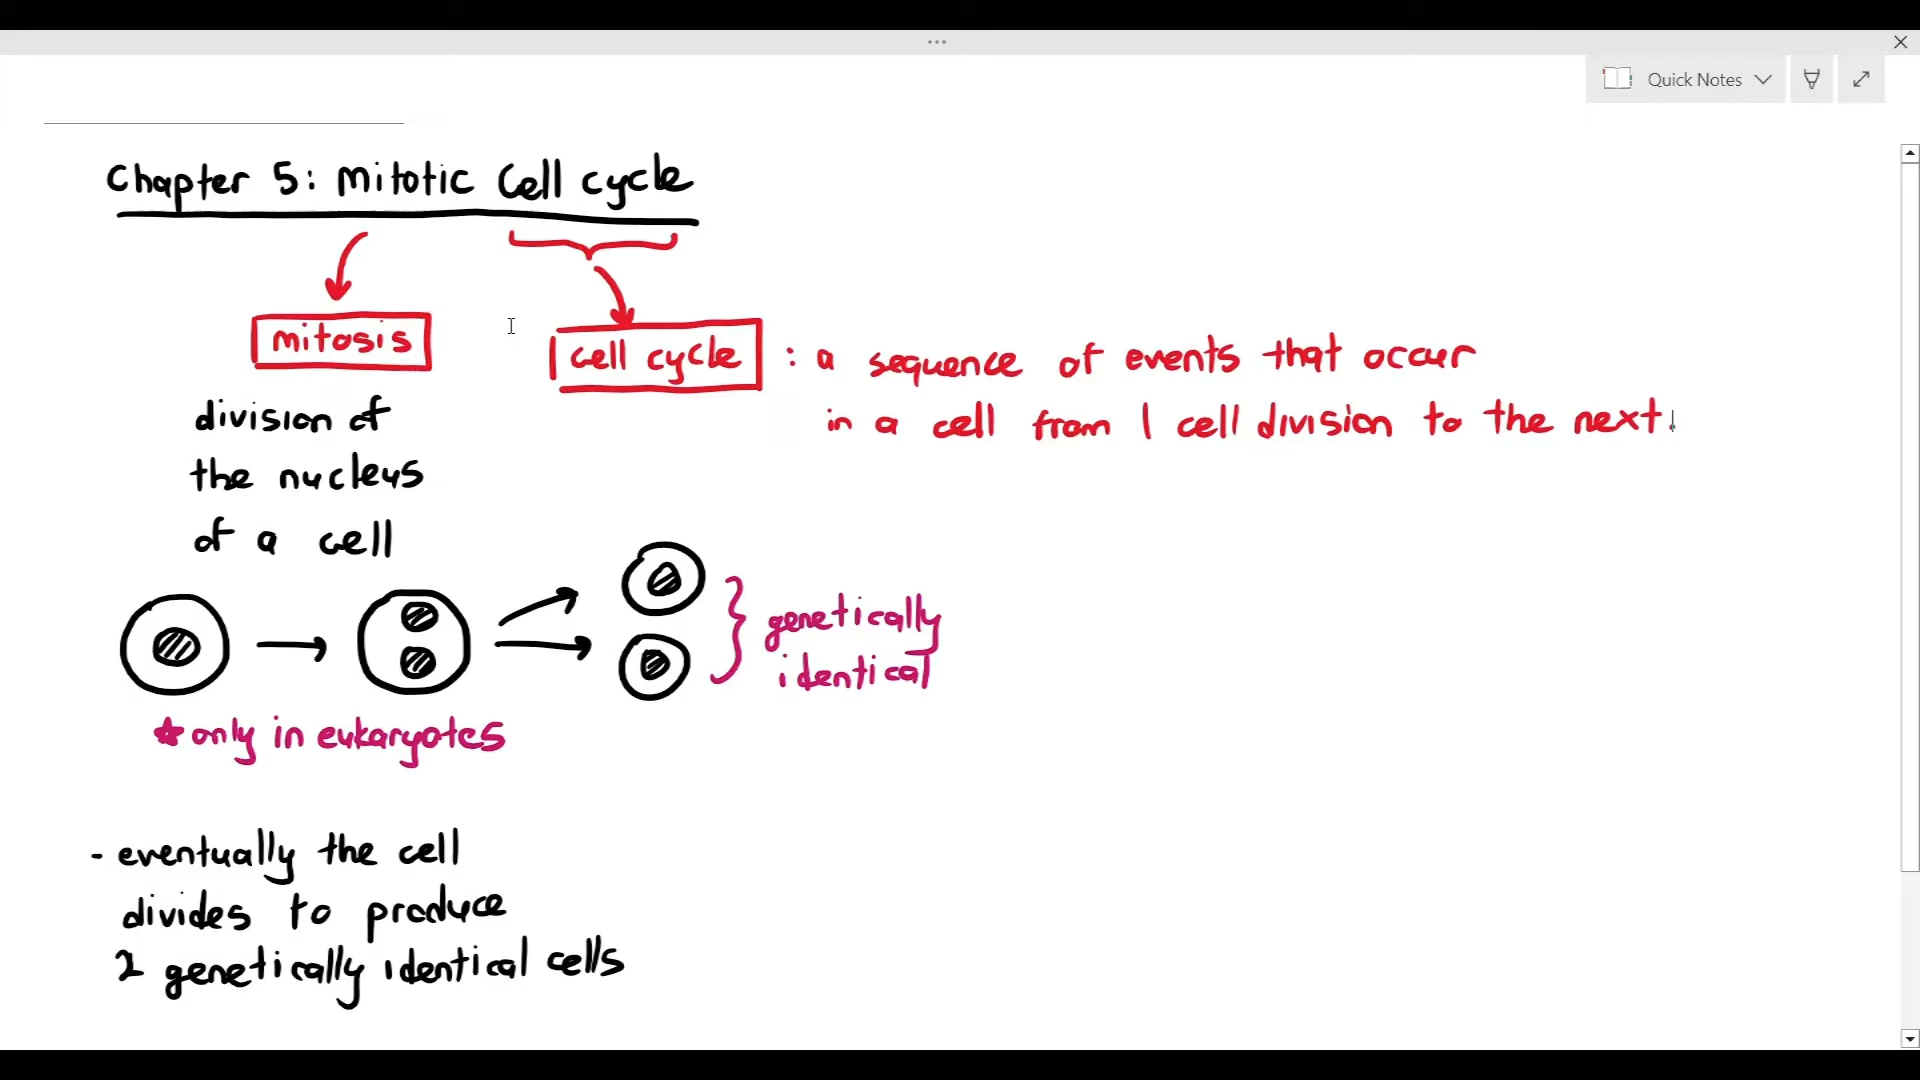 Quick Notes
Chapter 5: Mitotic Cell cycle
mitosis
cell cycle : a sequence of events that occur
in a cell from 1 cell division to the next.
division of
the nucleus
of a cell
genetically
identical
* only in eukaryotes
- eventually the cell
divides to produce
2 genetically identical cells